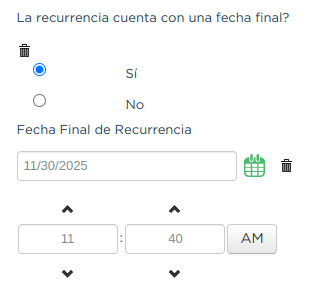 La recurrencia cuenta con una fecha final?
Sí
No
Fecha Final de Recurrencia
11/30/2025
11 : 40 AM